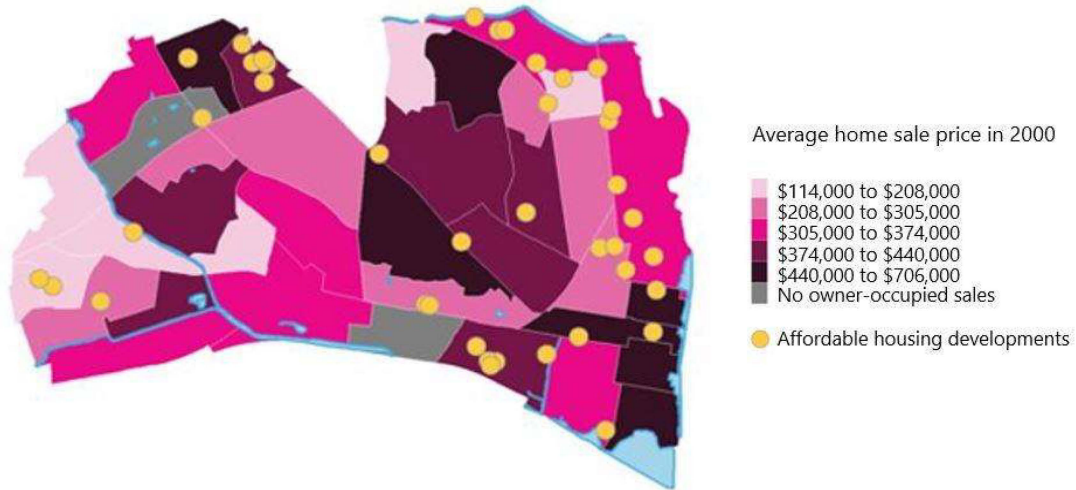 Average home sale price in 2000
$114,000 to $208,000
$208,000 to $305,000
$305,000 to $374,000
$374,000 to $440,000
$440,000 to $706,000
No owner-occupied sales
Affordable housing developments